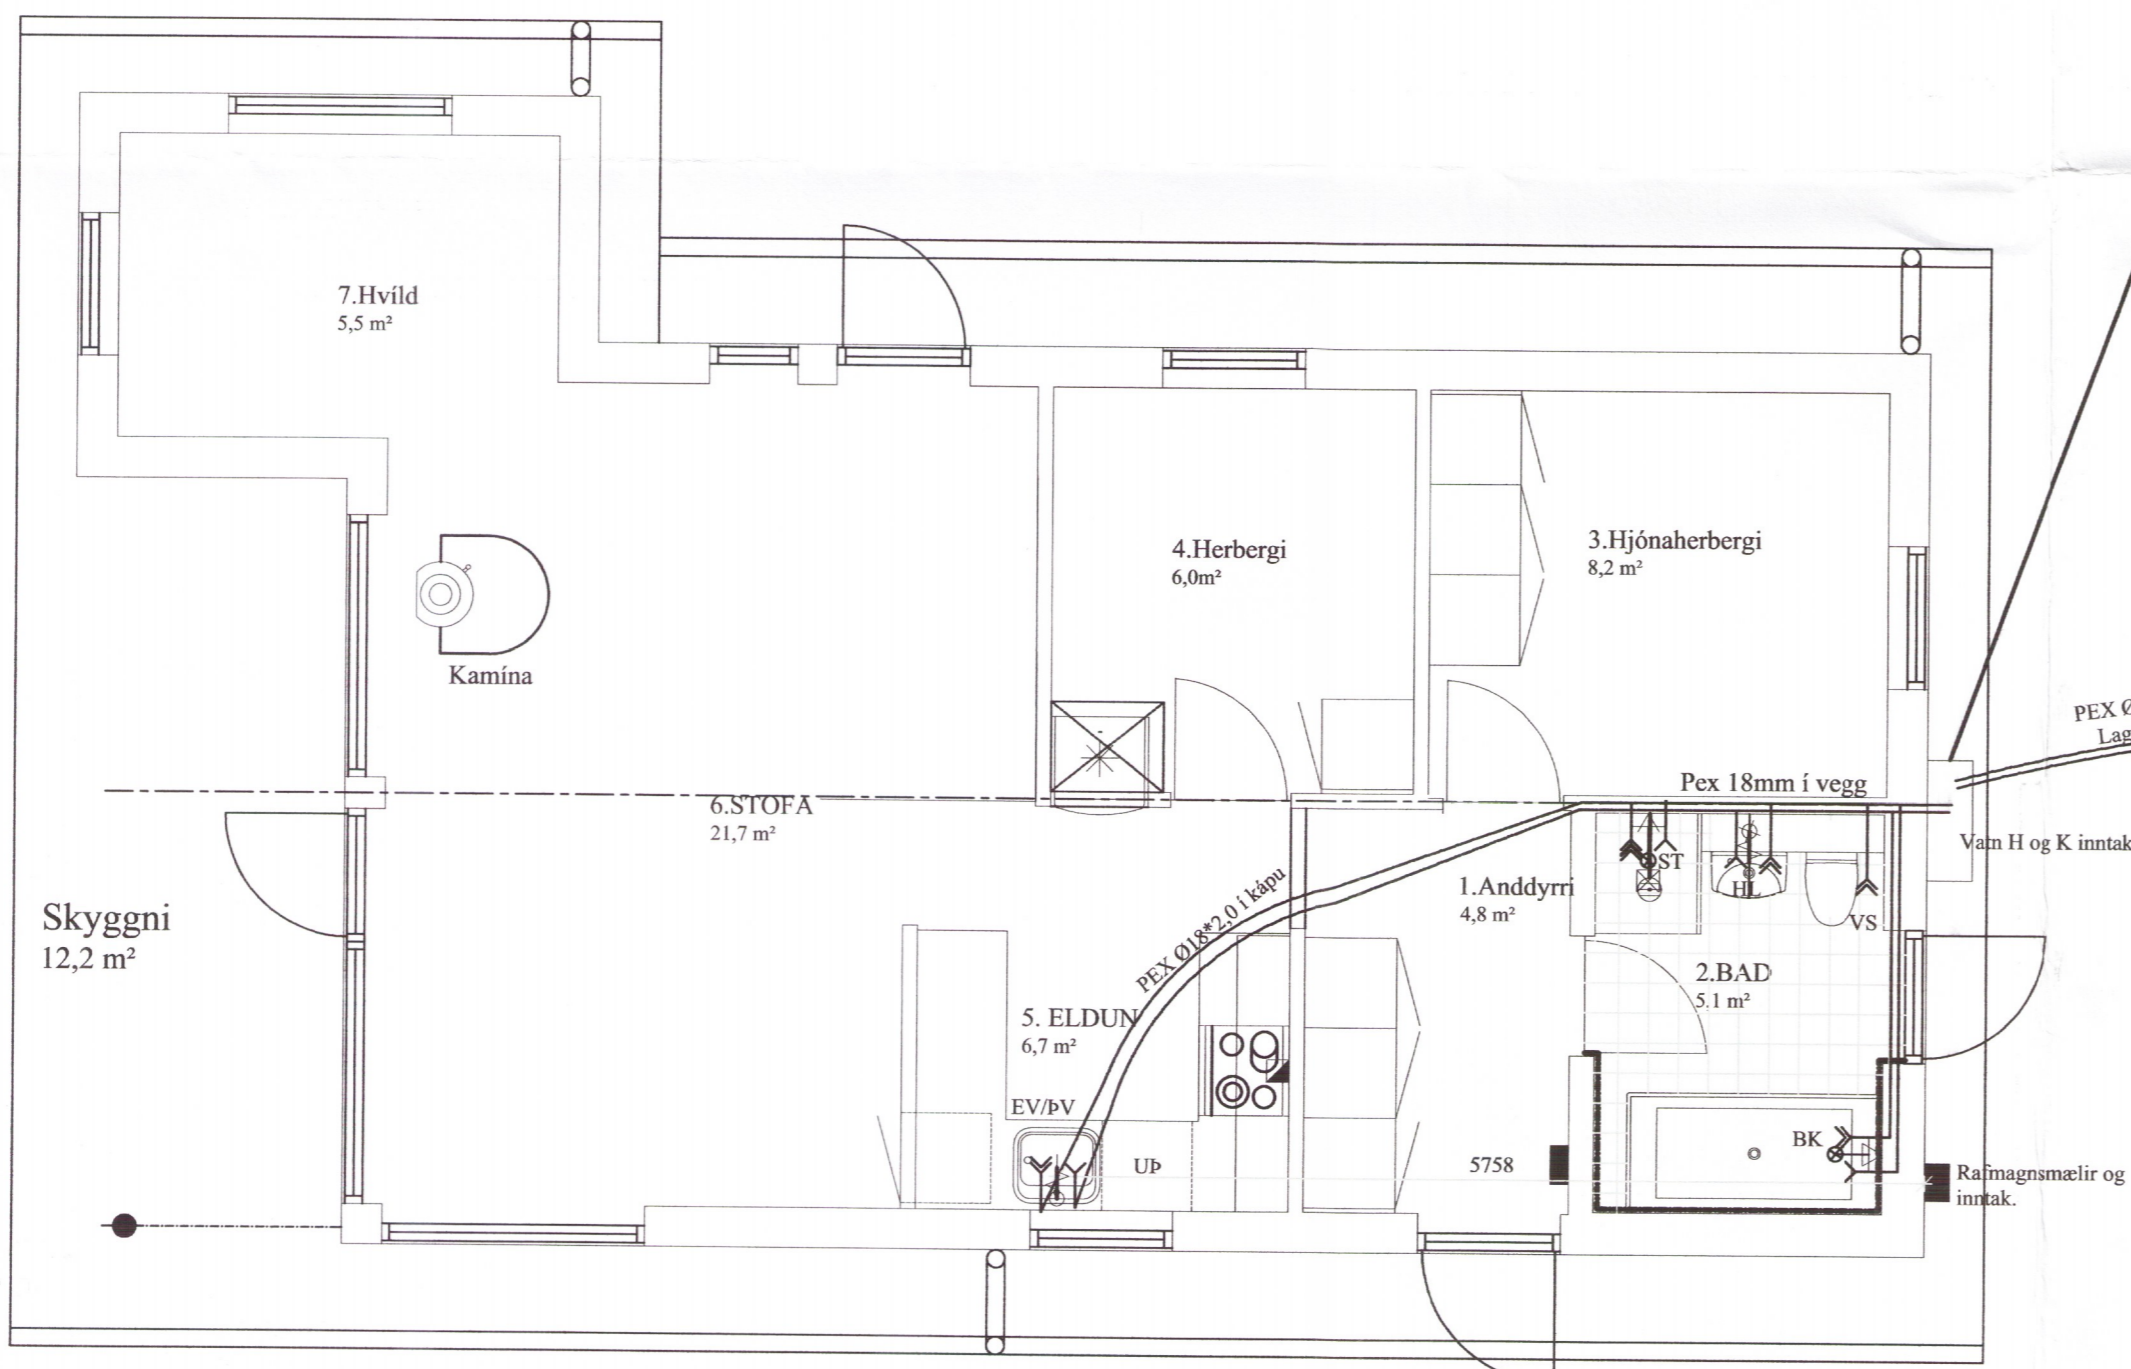 7.Hvíld
5,5 m²
4.Herbergi
6,0m²
3.Hjónaherbergi
8,2 m²
Kamína
PEX Ø
Lag
Pex 18mm í vegg
6.STOFA
21,7 m²
Vatn H og K inntak
ST
HL
VS
1.Anddyrri
4,8 m²
PEX Ø18*2,0 í kápu
Skyggni
12,2 m²
2.BAÐ
5.1 m²
5. ELDUN
6,7 m²
EV/ÞV
UÞ
5758
BK
Rafmagnsmælir og
inntak.